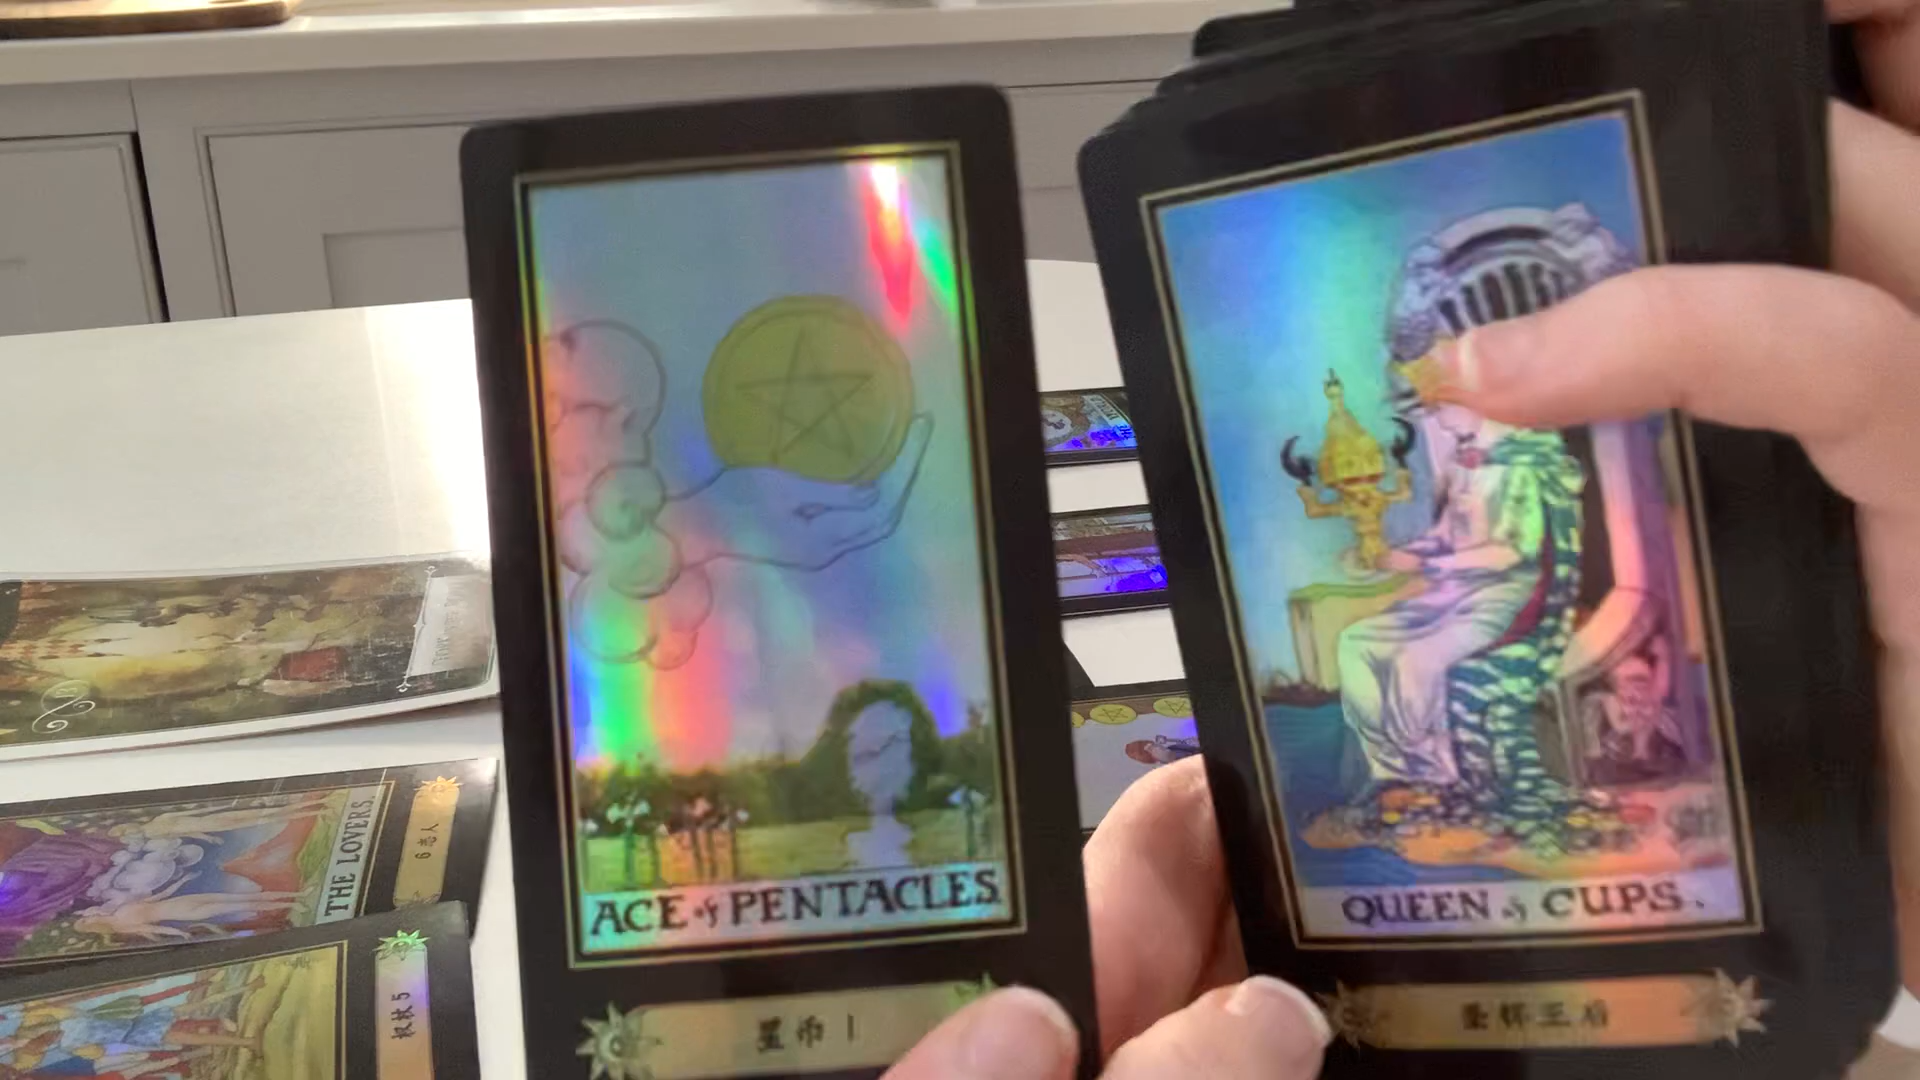 ACE of PENTACLES.
星币 1
QUEEN of CUPS.
圣杯王后
THE LOVERS.
6 恋人
权杖 5